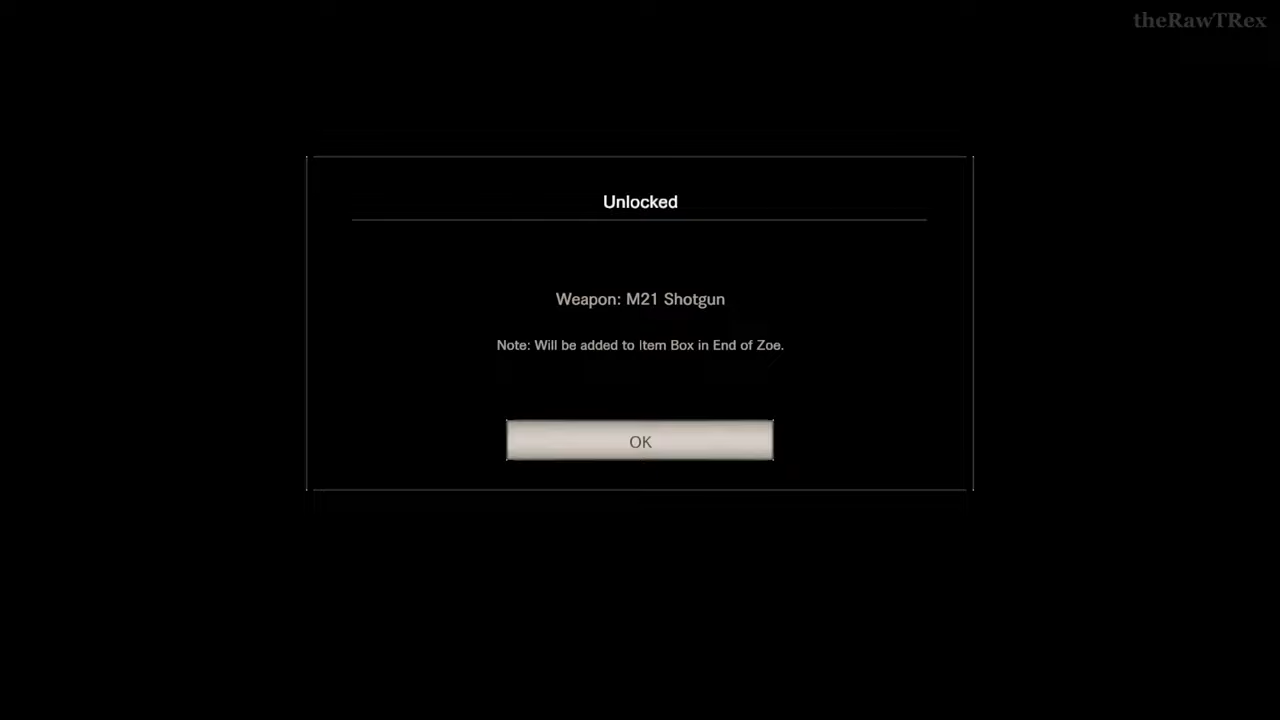 theRawTRex
Unlocked
Weapon: M21 Shotgun
Note: Will be added to Item Box in End of Zoe.
OK